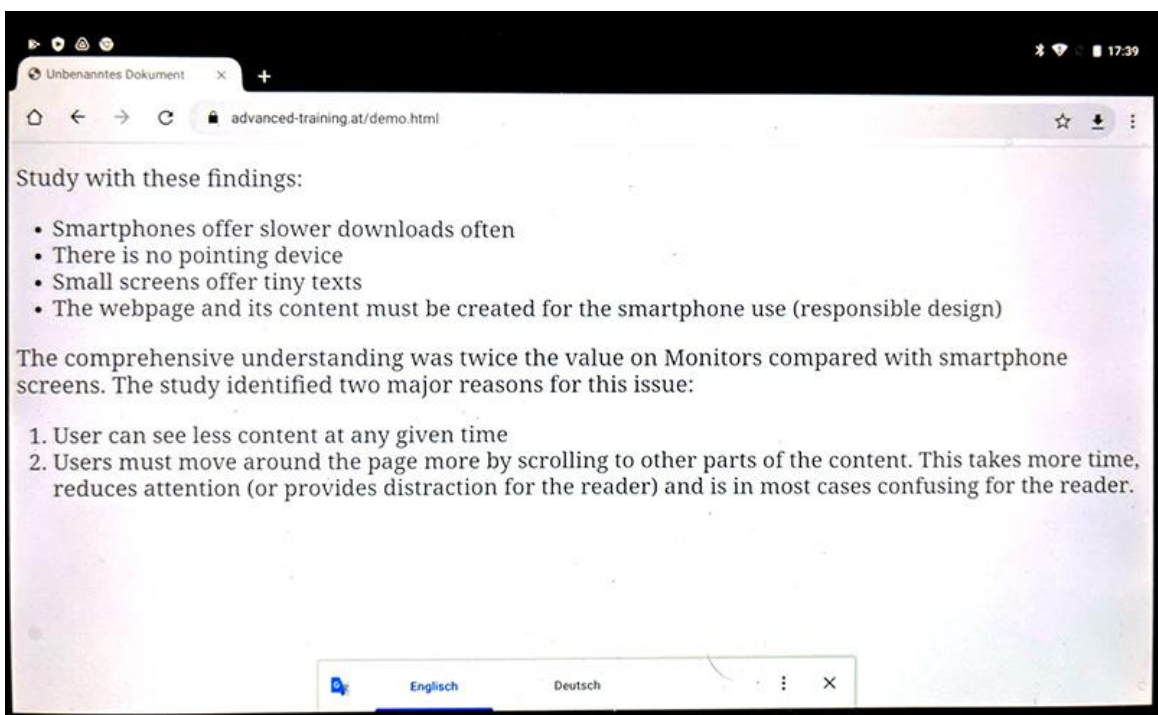 17:39
Unbenanntes Dokument
advanced-training.at/demo.html
Study with these findings:
• Smartphones offer slower downloads often
• There is no pointing device
• Small screens offer tiny texts
• The webpage and its content must be created for the smartphone use (responsible design)
The comprehensive understanding was twice the value on Monitors compared with smartphone
screens. The study identified two major reasons for this issue:
1. User can see less content at any given time
2. Users must move around the page more by scrolling to other parts of the content. This takes more time,
reduces attention (or provides distraction for the reader) and is in most cases confusing for the reader.
Englisch Deutsch